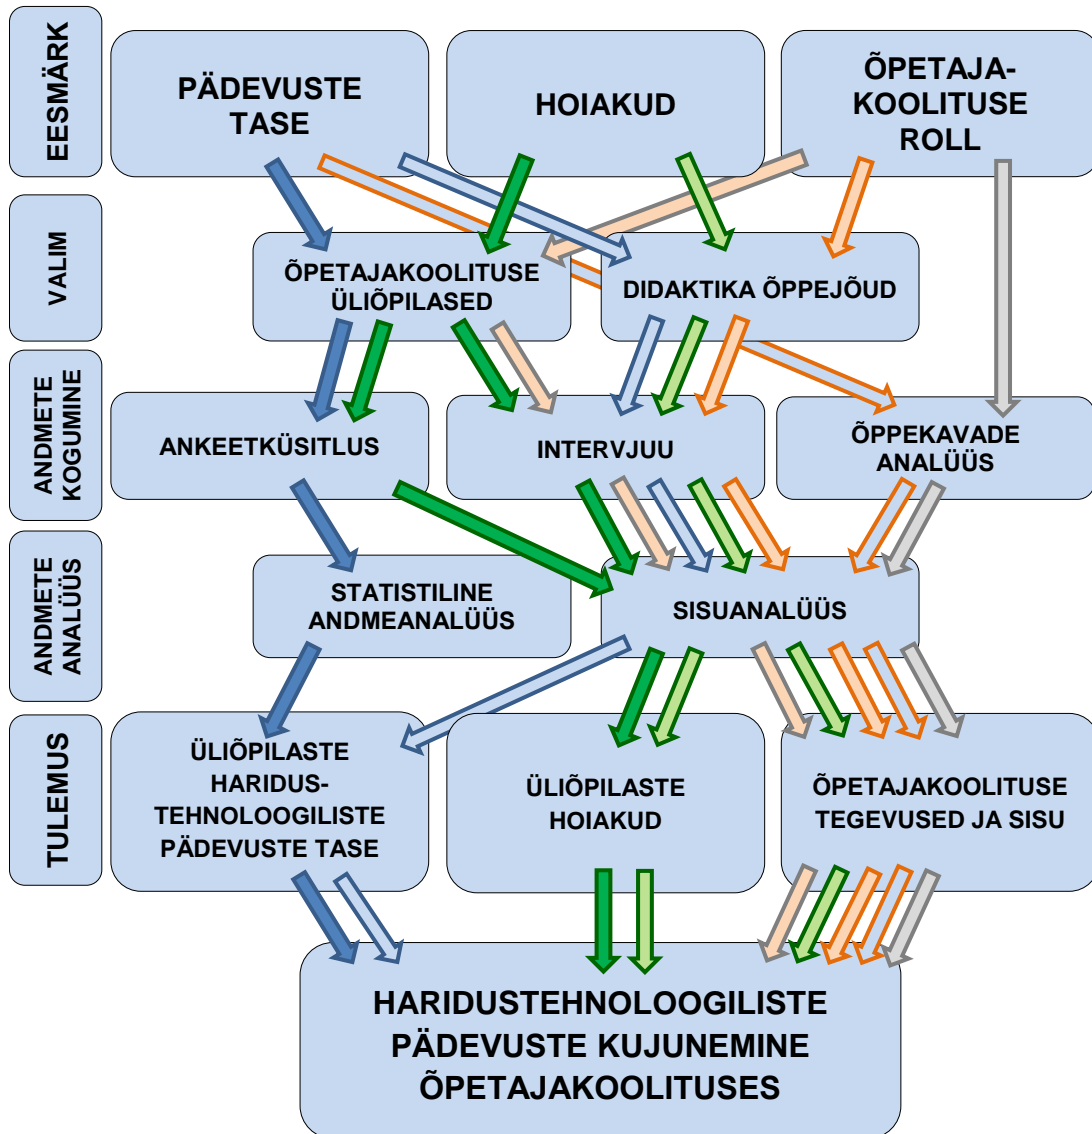 EESMÄRK
PÄDEVUSTE
TASE
HOIAKUD
ÕPETAJA-
KOOLITUSE
ROLL
VALIM
ÕPETAJAKOOLITUSE
ÜLIÕPILASED
DIDAKTIKA ÕPPEJÕUD
ANDMETE
KOGUMINE
ANKEETKÜSITLUS
INTERVJUU
ÕPPEKAVADE
ANALÜÜS
ANDMETE
ANALÜÜS
STATISTILINE
ANDMEANALÜÜS
SISUANALÜÜS
TULEMUS
ÜLIÕPILASTE
HARIDUS-
TEHNOLOOGILISTE
PÄDEVUSTE TASE
ÜLIÕPILASTE
HOIAKUD
ÕPETAJAKOOLITUSE
TEGEVUSED JA SISU
HARIDUSTEHNOLOOGILISTE
PÄDEVUSTE KUJUNEMINE
ÕPETAJAKOOLITUSES